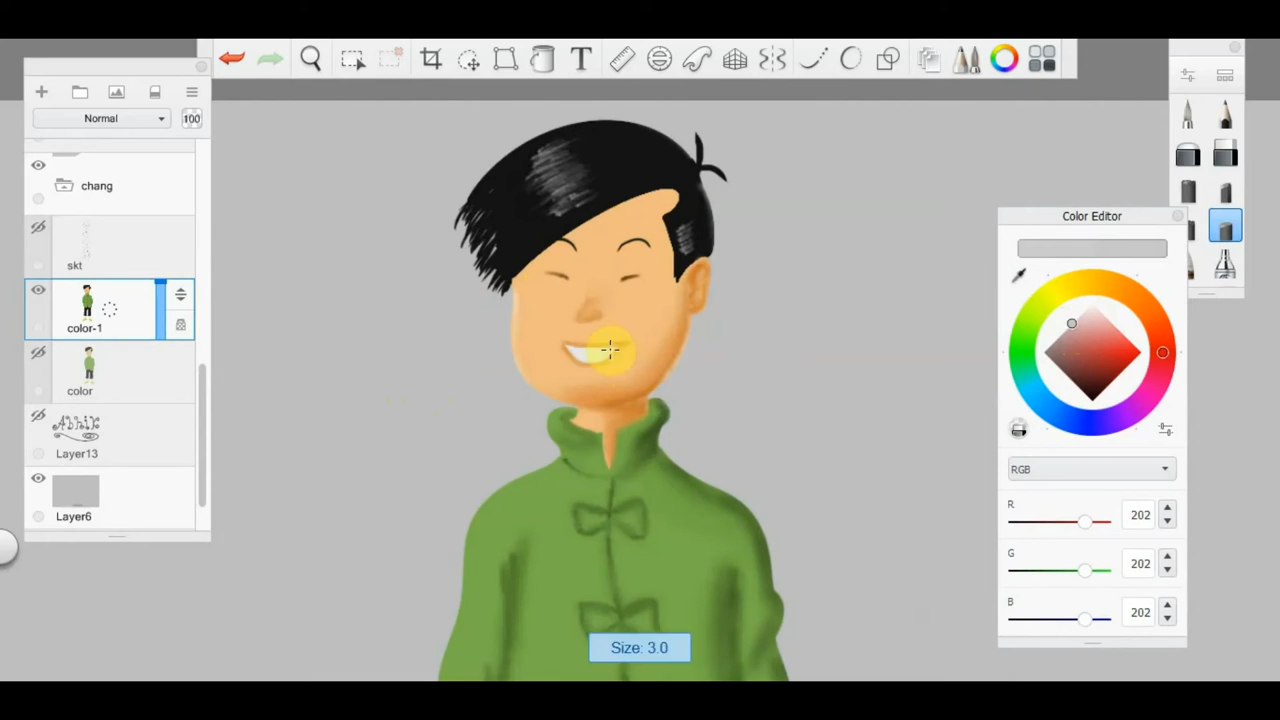 Normal
100
chang
skt
color-1
color
Layer13
Layer6
T
Color Editor
RGB
R
202
G
202
B
202
Size: 3.0